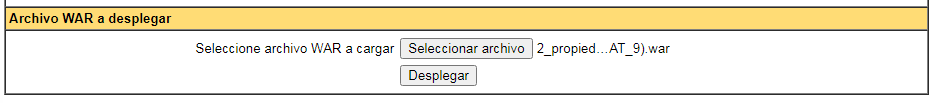 Archivo WAR a desplegar
Seleccione archivo WAR a cargar Seleccionar archivo 2_propied...AT_9).war
Desplegar